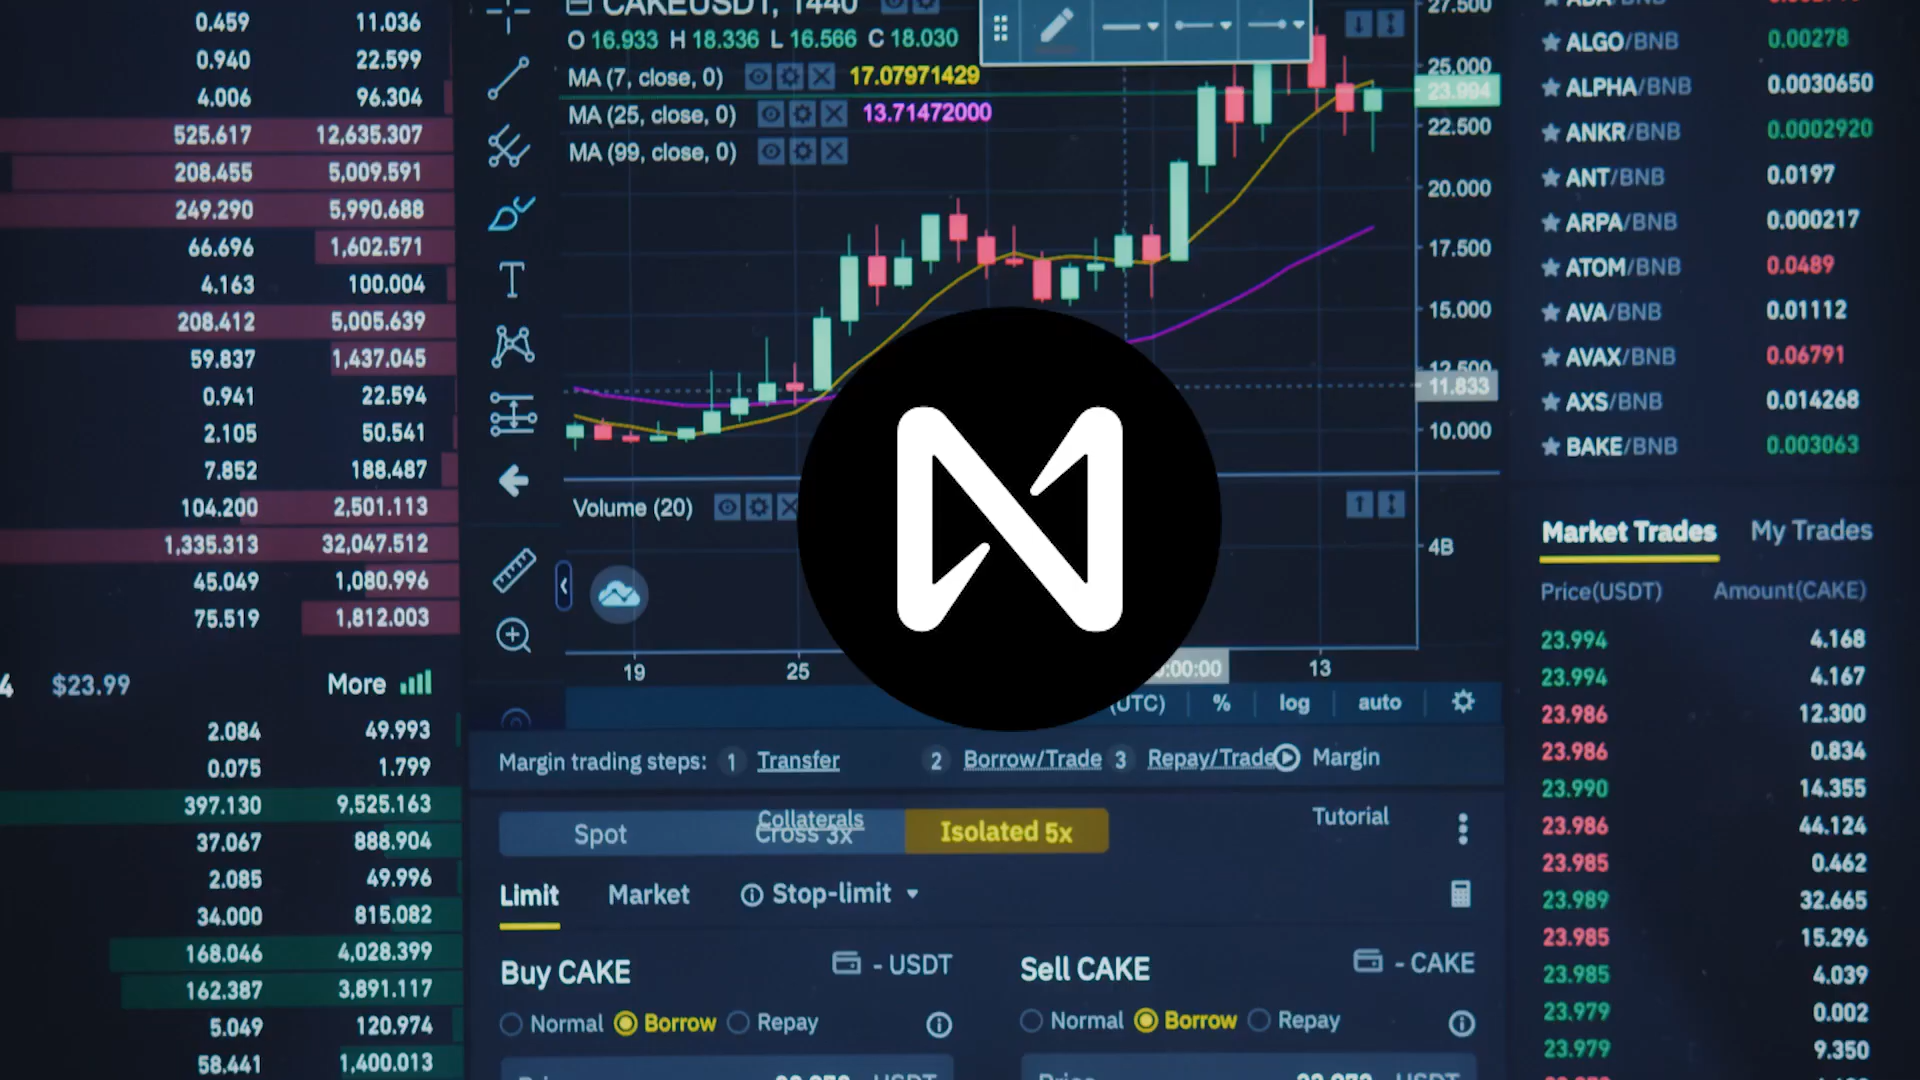 0.459 11.036
0.940 22.599
4.006 96.304
525.617 12,635.307
208.455 5,009.591
249.290 5,990.688
66.696 1,602.571
4.163 100.004
208.412 5,005.639
59.837 1,437.045
0.941 22.594
2.105 50.541
7.852 188.487
104.200 2,501.113
1,335.313 32,047.512
45.049 1,080.996
75.519 1,812.003
4 $23.99 More
2.084 49.993
0.075 1.799
397.130 9,525.163
37.067 888.904
2.085 49.996
34.000 815.082
168.046 4,028.399
162.387 3,891.117
5.049 120.974
58.441 1,400.013
CAKEUSDT, 1440
O 16.933 H 18.336 L 16.566 C 18.030
MA (7, close, 0) 17.07971429
MA (25, close, 0) 13.71472000
MA (99, close, 0)
27.500
25.000
23.994
22.500
20.000
17.500
15.000
12.500
11.833
10.000
Volume (20)
4B
19 25 0:00:00 13
(UTC) % log auto
Margin trading steps: 1 Transfer 2 Borrow/Trade 3 Repay/Trade Margin
Collaterals Tutorial
Spot Cross 3x Isolated 5x
Limit Market Stop-limit
Buy CAKE - USDT Sell CAKE - CAKE
Normal Borrow Repay Normal Borrow Repay
ALGO/BNB 0.00278
ALPHA/BNB 0.0030650
ANKR/BNB 0.0002920
ANT/BNB 0.0197
ARPA/BNB 0.000217
ATOM/BNB 0.0489
AVA/BNB 0.01112
AVAX/BNB 0.06791
AXS/BNB 0.014268
BAKE/BNB 0.003063
Market Trades My Trades
Price(USDT) Amount(CAKE)
23.994 4.168
23.994 4.167
23.986 12.300
23.986 0.834
23.990 14.355
23.986 44.124
23.985 0.462
23.989 32.665
23.985 15.296
23.985 4.039
23.979 0.002
23.979 9.350